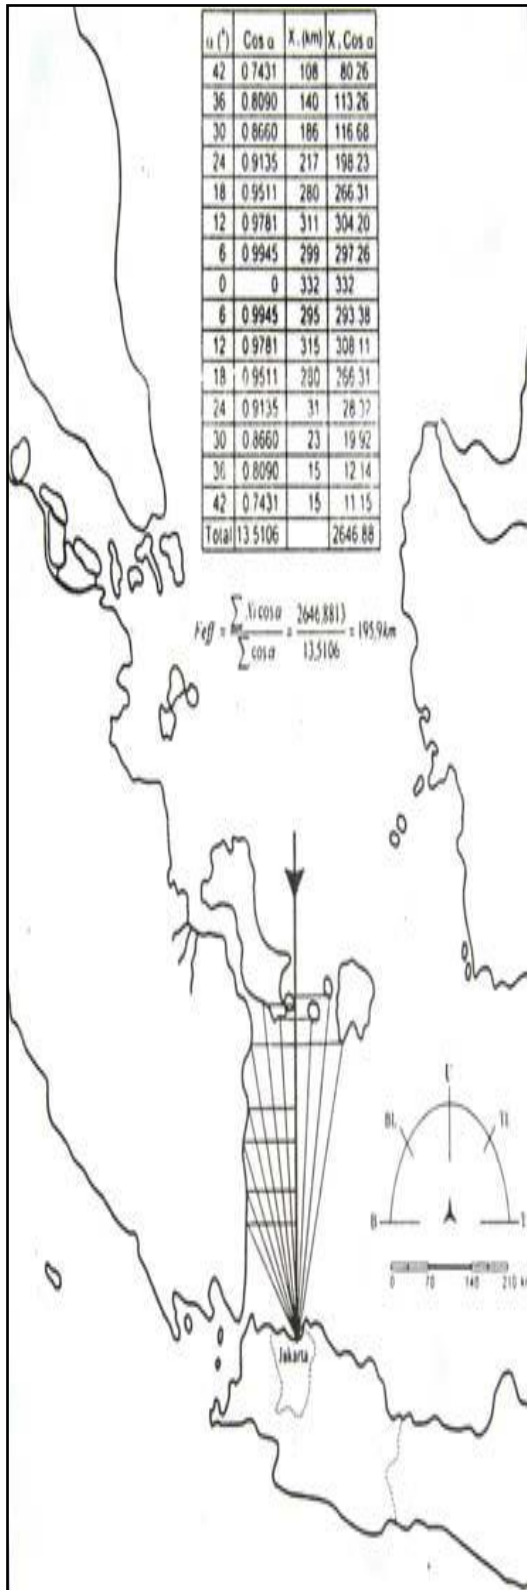 α (°) Cos α X i (km) X i Cos α
42 0.7431 108 80.26
36 0.8090 140 113.26
30 0.8660 186 116.68
24 0.9135 217 198.23
18 0.9511 280 266.31
12 0.9781 311 304.20
6 0.9945 299 297.26
0 0 332 332
6 0.9945 295 293.38
12 0.9781 315 308.11
18 0.9511 280 266.31
24 0.9135 31 28.32
30 0.8660 23 19.92
36 0.8090 15 12.14
42 0.7431 15 11.15
Total 13.5106 2646.88
Feff = ∑ Xi cos α / ∑ cos α = 2646,8813 / 13,5106 = 195,9 km
U
BL TL
B T
0 70 140 210 km
Jakarta